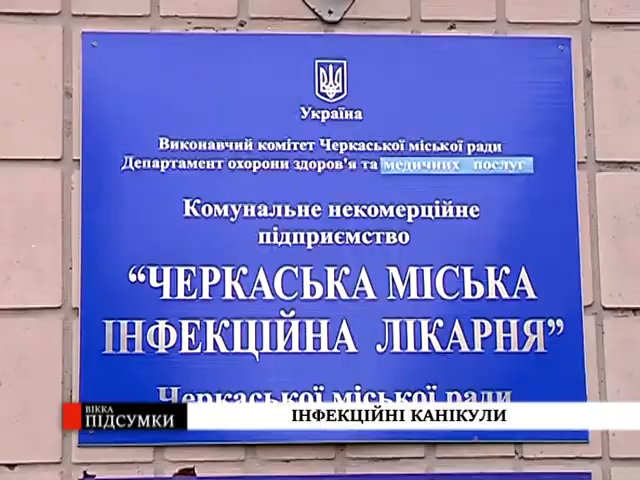 Україна
Виконавчий комітет Черкаської міської ради
Департамент охорони здоров'я та медичних послуг
Комунальне некомерційне
підприємство
“ЧЕРКАСЬКА МІСЬКА
ІНФЕКЦІЙНА ЛІКАРНЯ”
Черкаської міської ради
ВІККА
ПІДСУМКИ
ІНФЕКЦІЙНІ КАНІКУЛИ